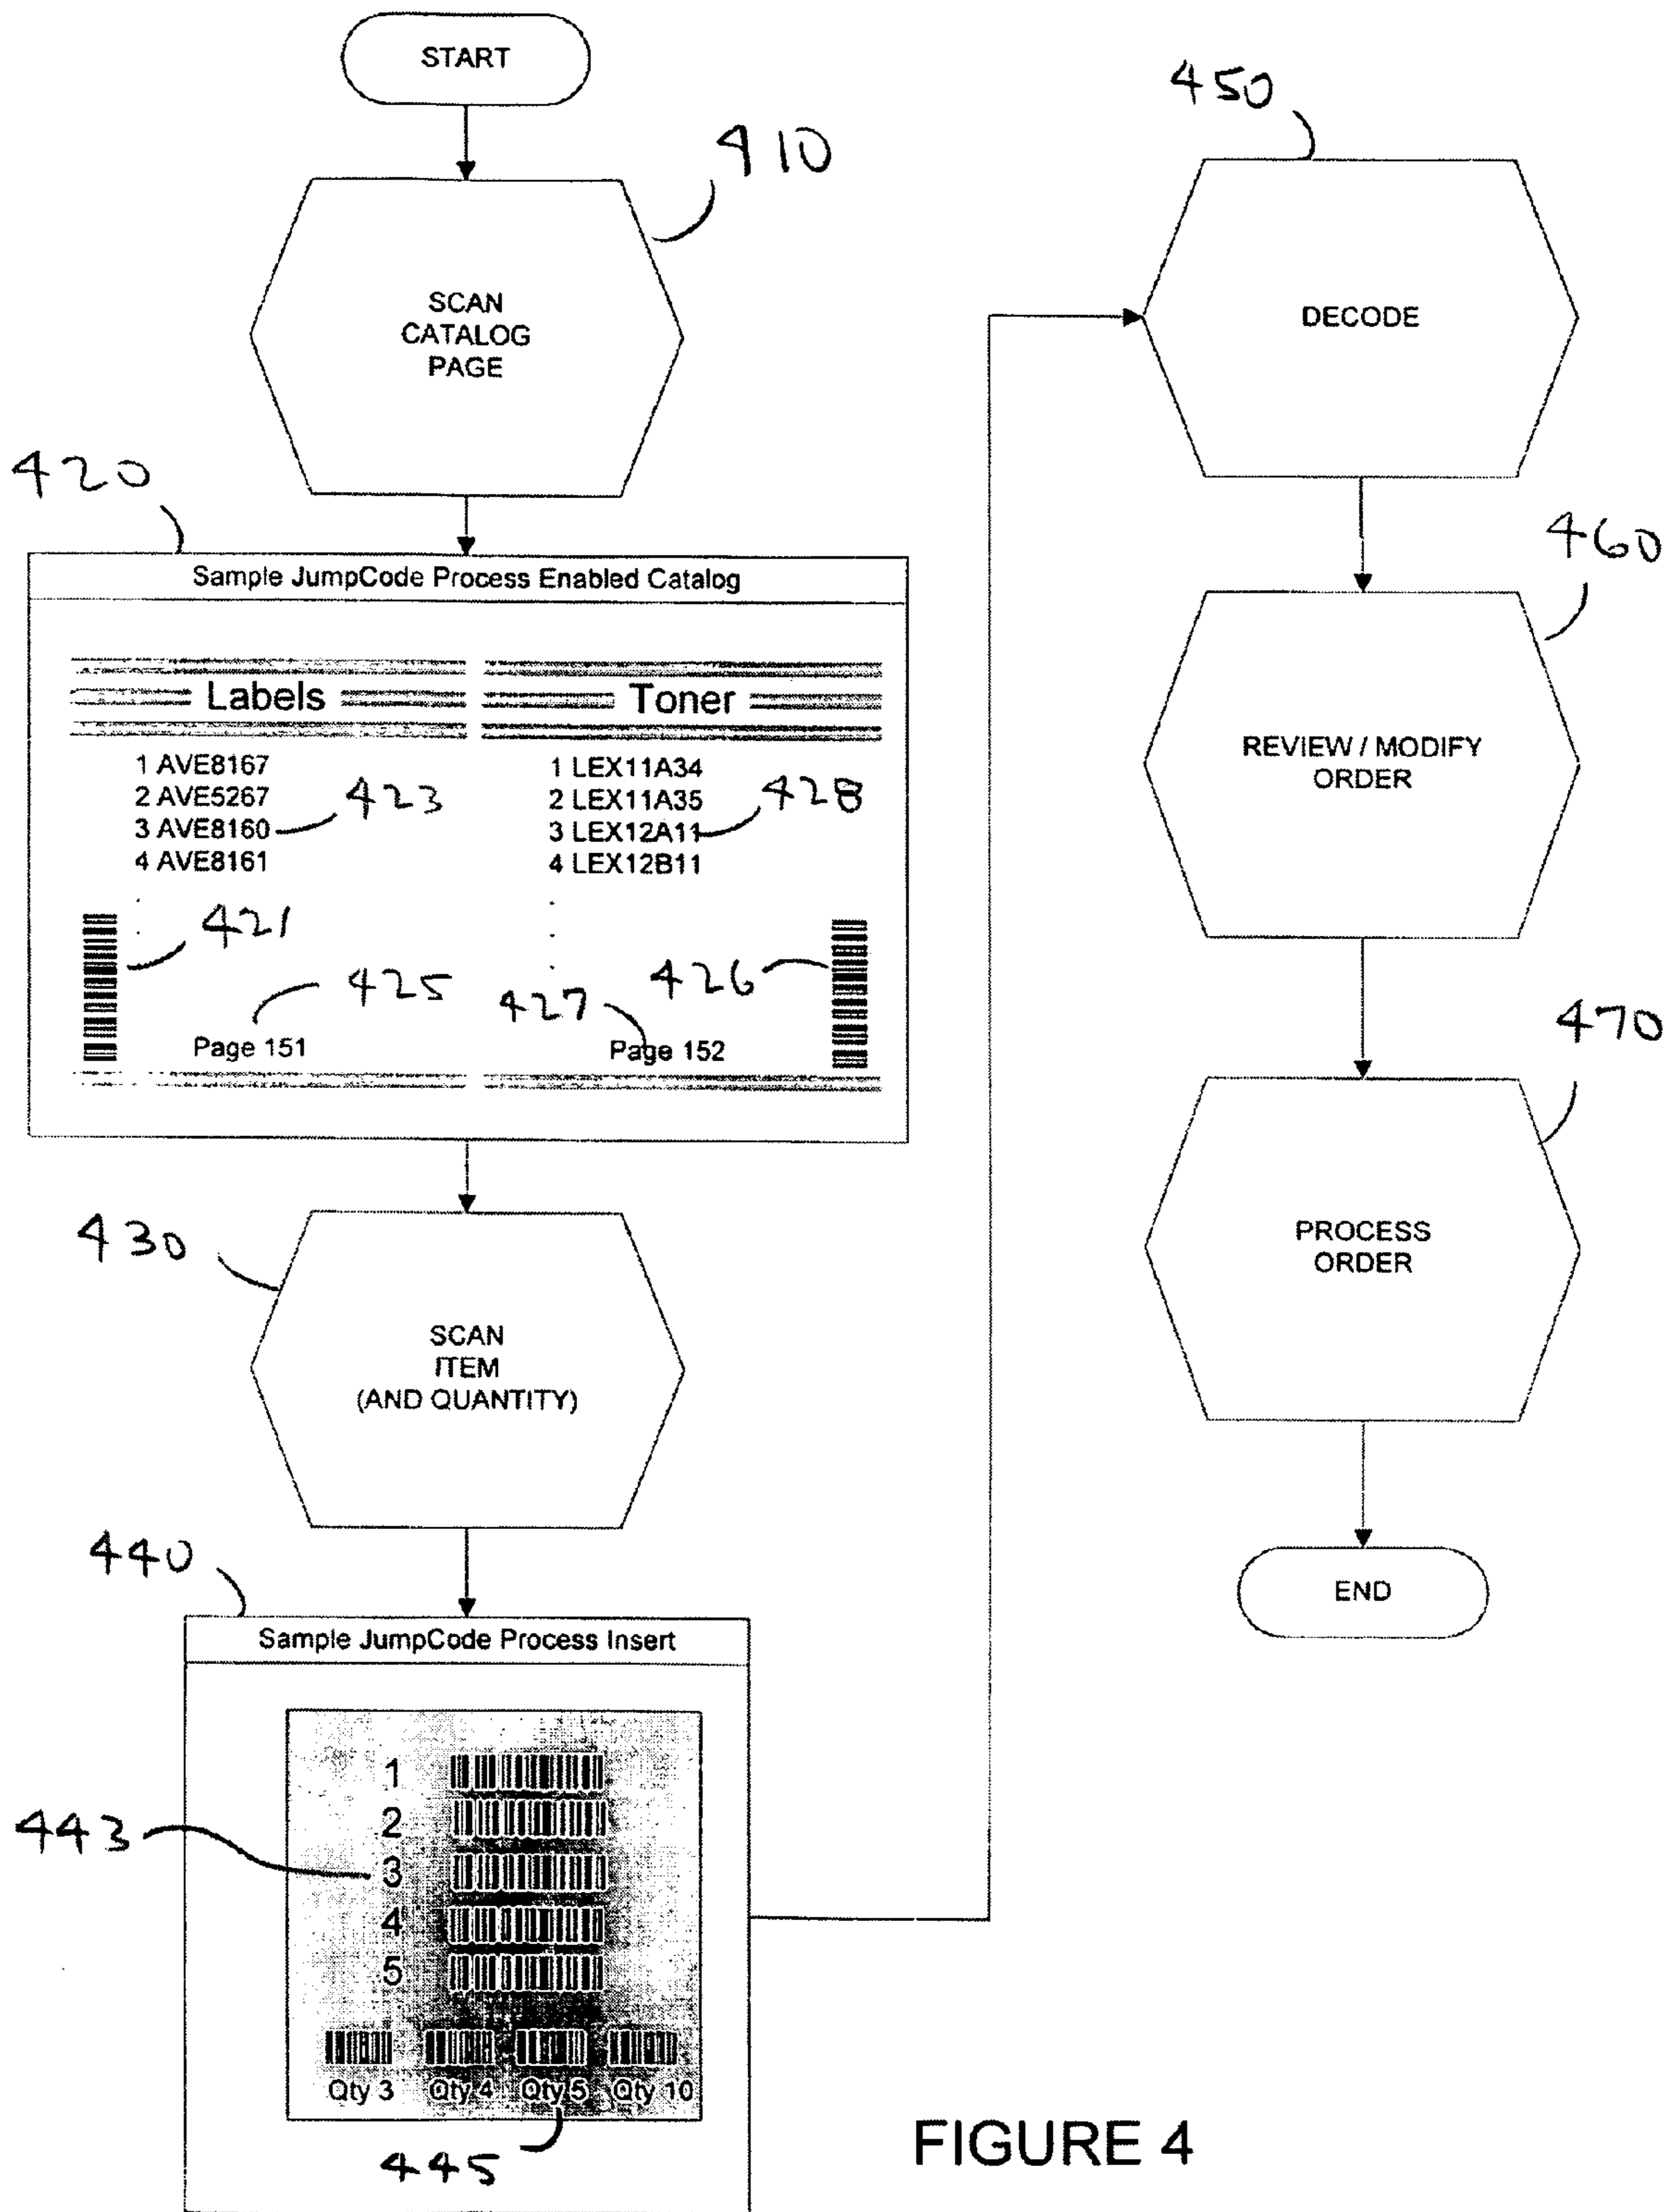 START
410
SCAN
CATALOG
PAGE
420
Sample JumpCode Process Enabled Catalog
Labels
Toner
1 AVE8167
2 AVE5267
3 AVE8160
4 AVE8161
423
1 LEX11A34
2 LEX11A35
3 LEX12A11
4 LEX12B11
428
421
425
Page 151
427
426
Page 152
430
SCAN
ITEM
(AND QUANTITY)
440
Sample JumpCode Process Insert
1
2
443
3
4
5
Qty 3 Qty 4 Qty 5 Qty 10
445
450
DECODE
460
REVIEW / MODIFY
ORDER
470
PROCESS
ORDER
END
FIGURE 4